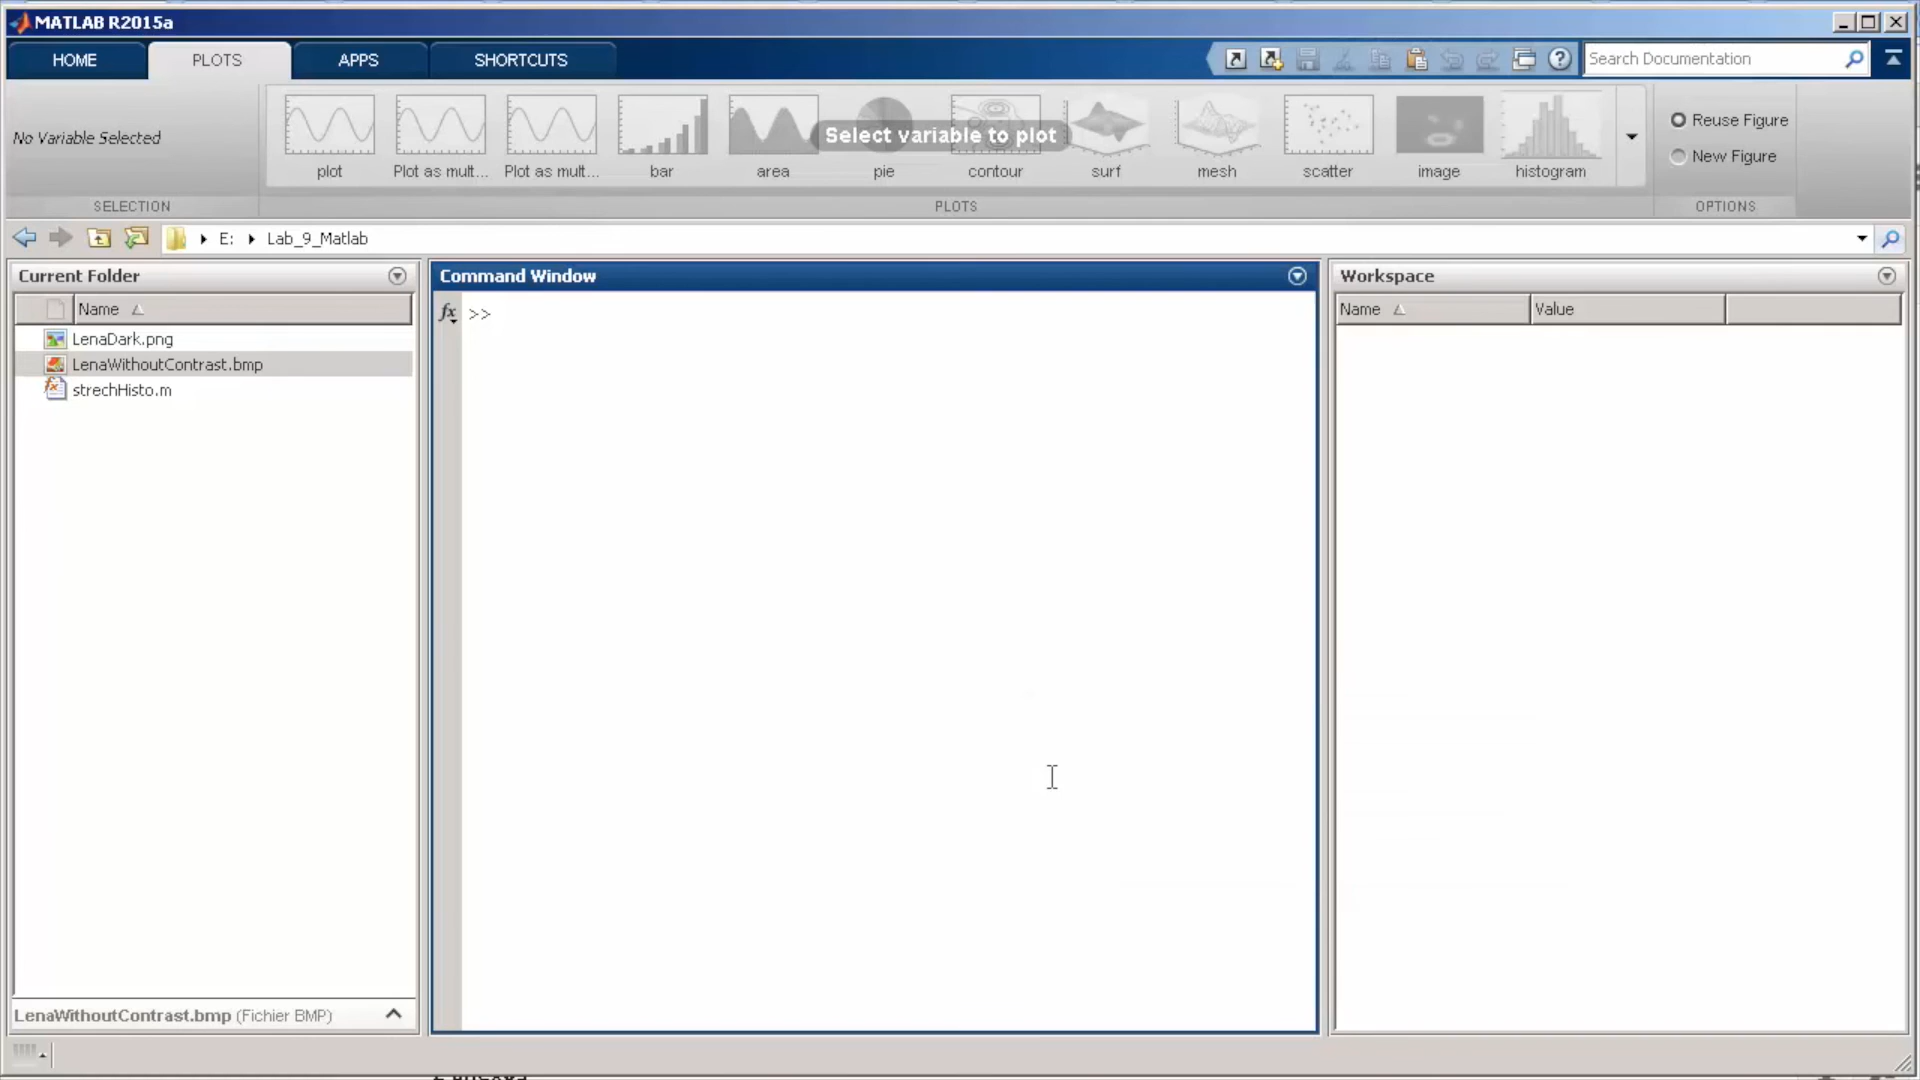 MATLAB R2015a
HOME PLOTS APPS SHORTCUTS Search Documentation
No Variable Selected
Select variable to plot
plot Plot as mult... Plot as mult... bar area pie contour surf mesh scatter image histogram
Reuse Figure
New Figure
SELECTION PLOTS OPTIONS
E: Lab_9_Matlab
Current Folder
Name
LenaDark.png
LenaWithoutContrast.bmp
strechHisto.m
LenaWithoutContrast.bmp (Fichier BMP)
Command Window
fx >>
Workspace
Name Value